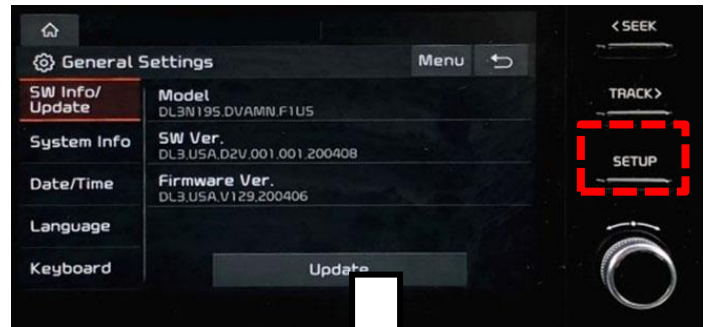 < SEEK
General Settings
Menu
SW Info/
Update
Model
DL3N19S.DVAMN.F1US
TRACK >
System Info
SW Ver.
DL3.USA.D2V.001.001.200408
SETUP
Date/Time
Firmware Ver.
DL3.USA.V129.200406
Language
Keyboard
Update